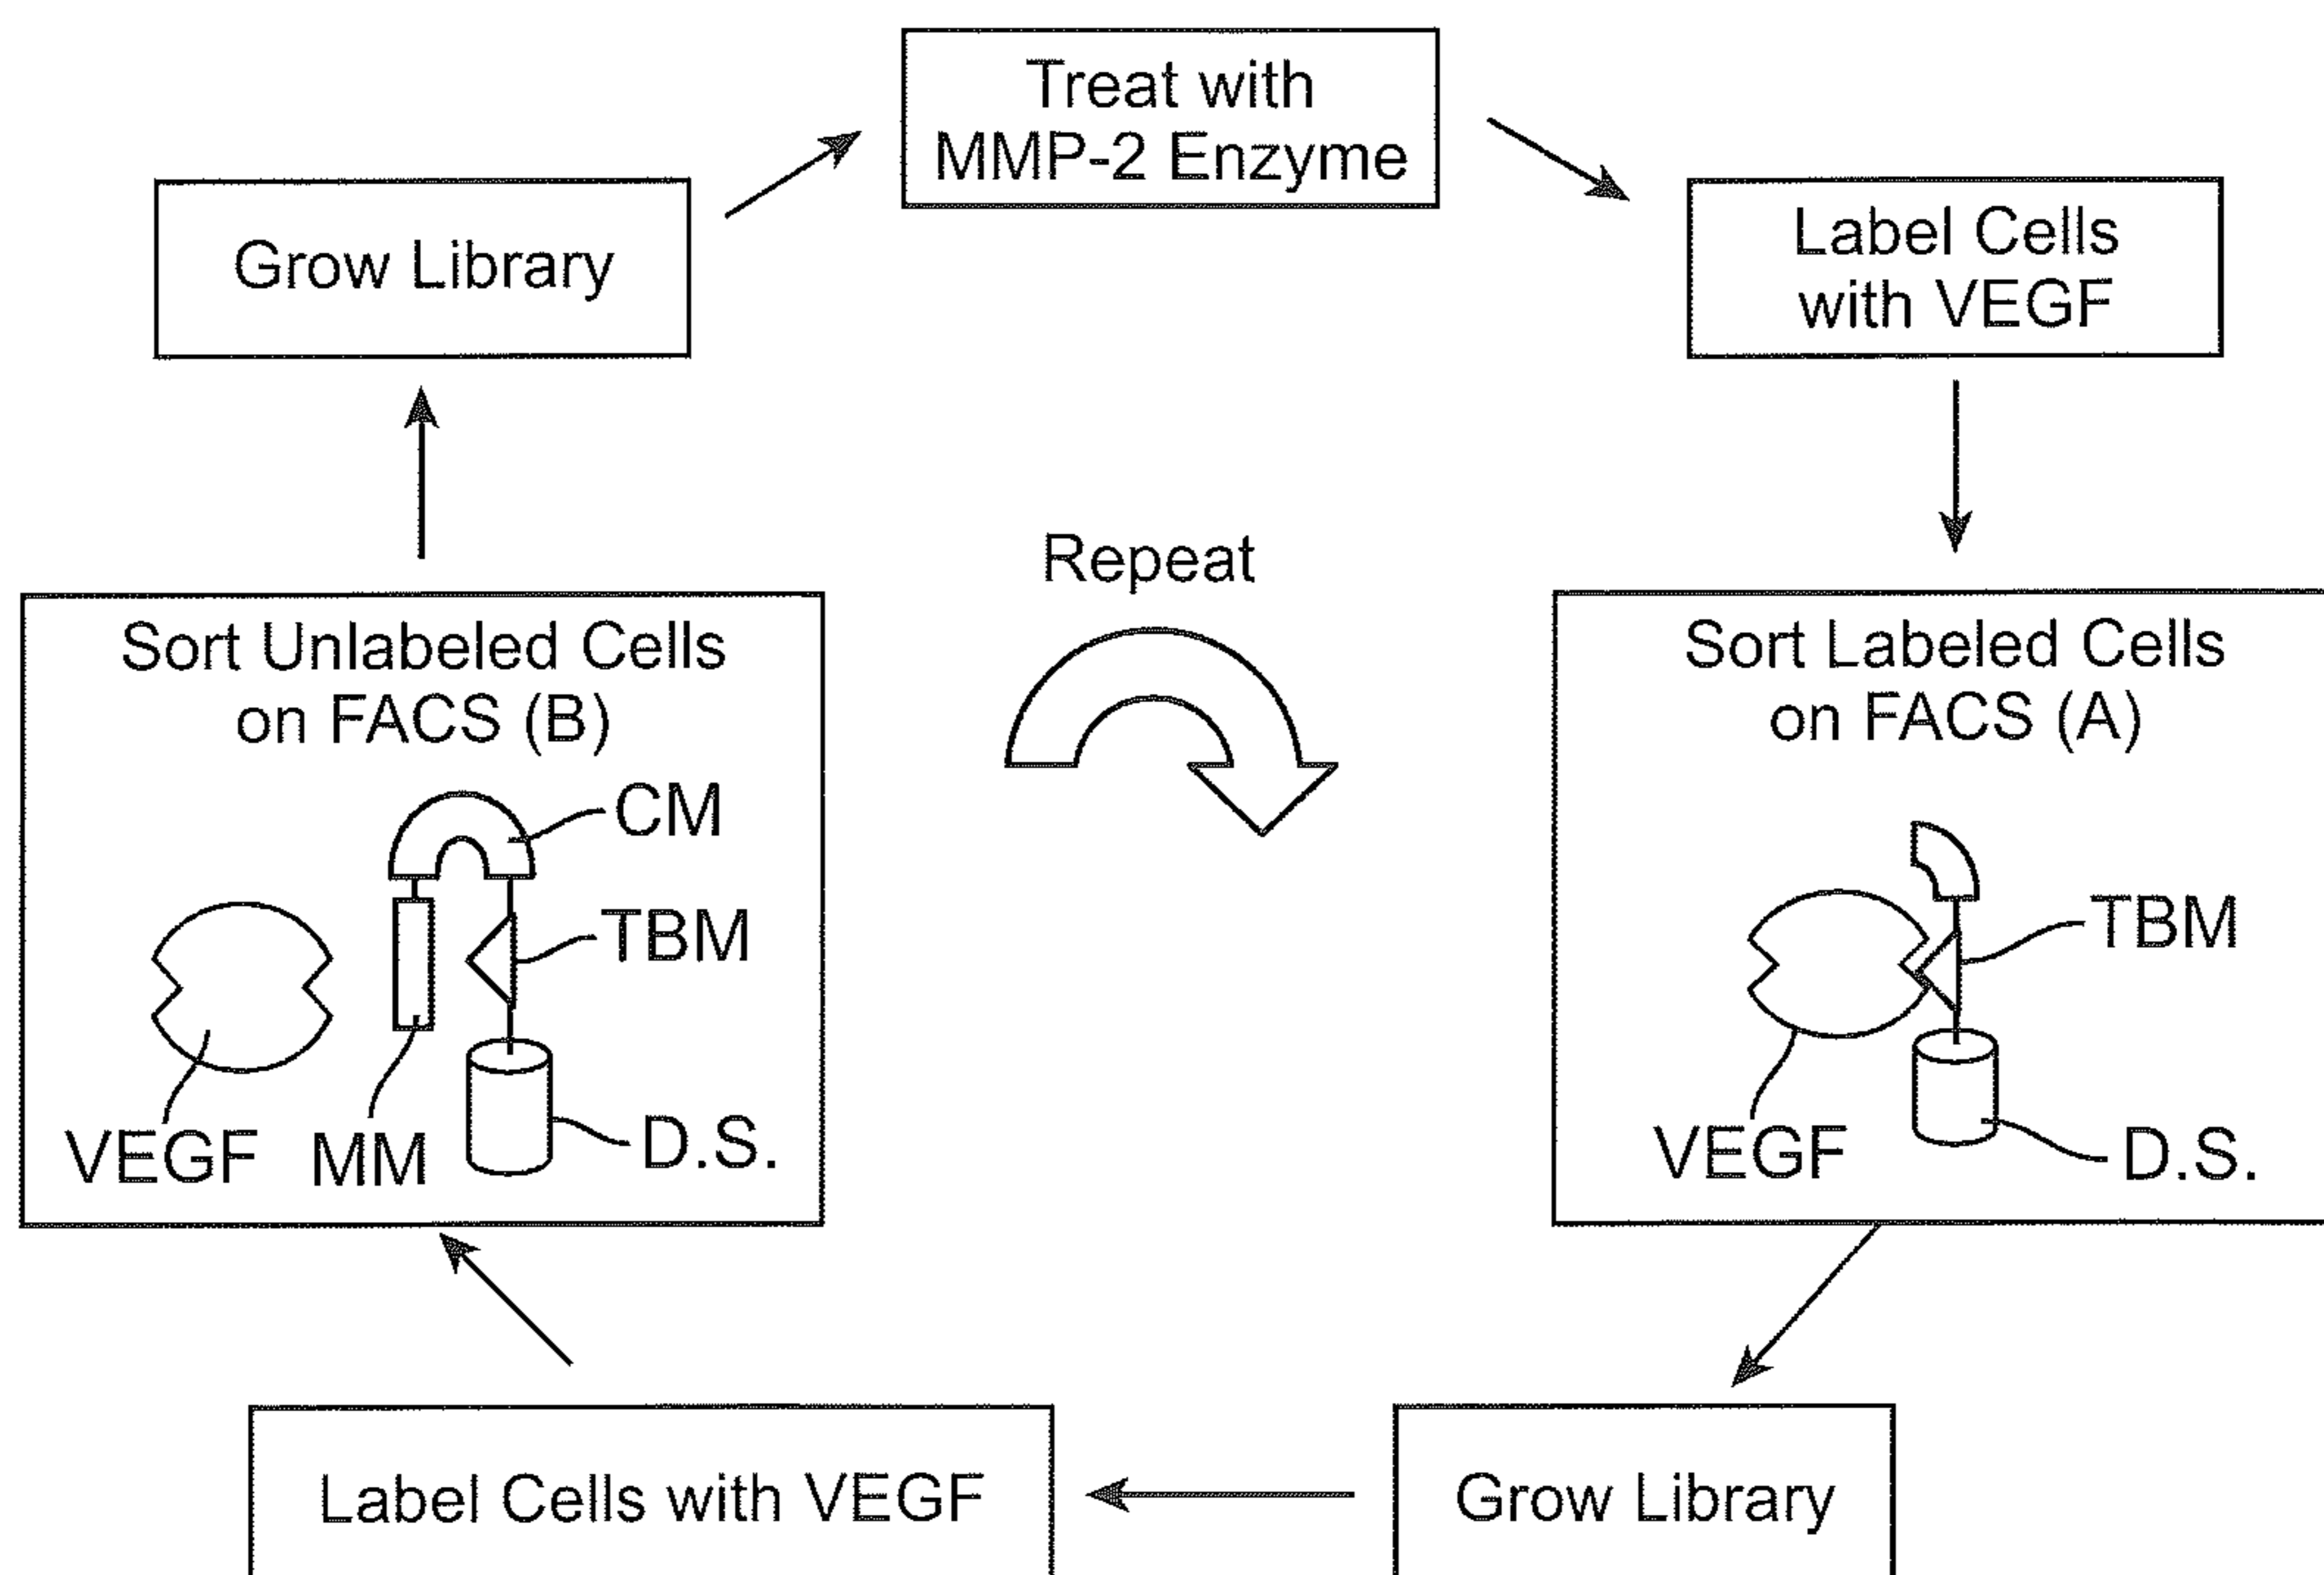 Treat with
MMP-2 Enzyme
Grow Library
Label Cells
with VEGF
Repeat
Sort Unlabeled Cells
on FACS (B)
CM
TBM
VEGF
MM
D.S.
Sort Labeled Cells
on FACS (A)
TBM
VEGF
D.S.
Label Cells with VEGF
Grow Library